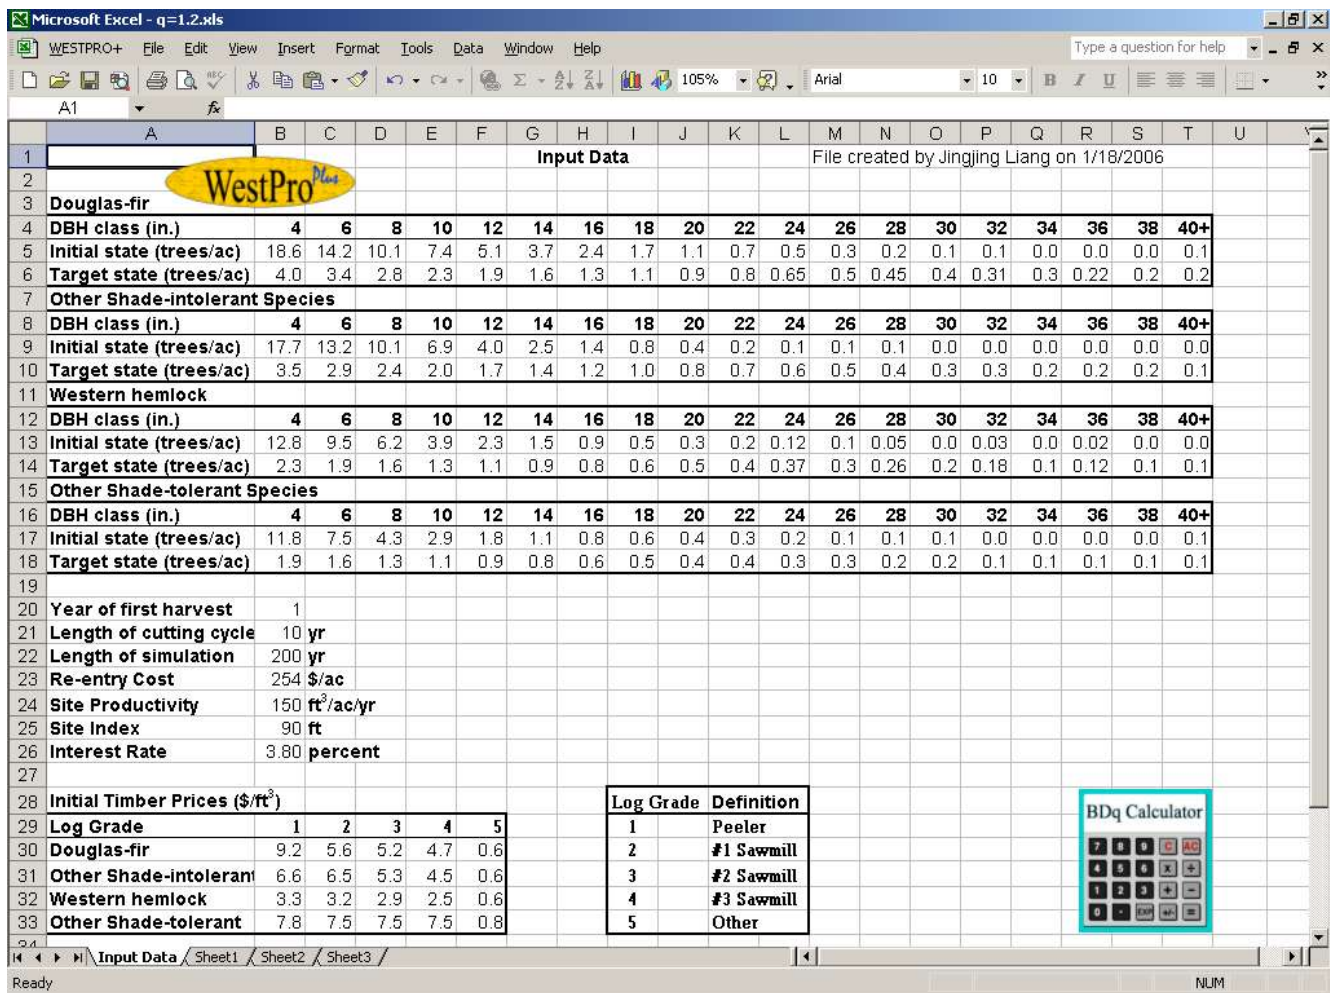 Microsoft Excel - q=1.2.xls
WESTPRO+ File Edit View Insert Format Tools Data Window Help Type a question for help
105% Arial 10 B I U
A1 fx
A B C D E F G H I J K L M N O P Q R S T U
1 Input Data File created by Jingjing Liang on 1/18/2006
2 WestPro Plus
3 Douglas-fir
4 DBH class (in.) 4 6 8 10 12 14 16 18 20 22 24 26 28 30 32 34 36 38 40+
5 Initial state (trees/ac) 18.6 14.2 10.1 7.4 5.1 3.7 2.4 1.7 1.1 0.7 0.5 0.3 0.2 0.1 0.1 0.0 0.0 0.0 0.1
6 Target state (trees/ac) 4.0 3.4 2.8 2.3 1.9 1.6 1.3 1.1 0.9 0.8 0.65 0.5 0.45 0.4 0.31 0.3 0.22 0.2 0.2
7 Other Shade-intolerant Species
8 DBH class (in.) 4 6 8 10 12 14 16 18 20 22 24 26 28 30 32 34 36 38 40+
9 Initial state (trees/ac) 17.7 13.2 10.1 6.9 4.0 2.5 1.4 0.8 0.4 0.2 0.1 0.1 0.1 0.0 0.0 0.0 0.0 0.0 0.0
10 Target state (trees/ac) 3.5 2.9 2.4 2.0 1.7 1.4 1.2 1.0 0.8 0.7 0.6 0.5 0.4 0.3 0.3 0.2 0.2 0.2 0.1
11 Western hemlock
12 DBH class (in.) 4 6 8 10 12 14 16 18 20 22 24 26 28 30 32 34 36 38 40+
13 Initial state (trees/ac) 12.8 9.5 6.2 3.9 2.3 1.5 0.9 0.5 0.3 0.2 0.12 0.1 0.05 0.0 0.03 0.0 0.02 0.0 0.0
14 Target state (trees/ac) 2.3 1.9 1.6 1.3 1.1 0.9 0.8 0.6 0.5 0.4 0.37 0.3 0.26 0.2 0.18 0.1 0.12 0.1 0.1
15 Other Shade-tolerant Species
16 DBH class (in.) 4 6 8 10 12 14 16 18 20 22 24 26 28 30 32 34 36 38 40+
17 Initial state (trees/ac) 11.8 7.5 4.3 2.9 1.8 1.1 0.8 0.6 0.4 0.3 0.2 0.1 0.1 0.1 0.0 0.0 0.0 0.0 0.1
18 Target state (trees/ac) 1.9 1.6 1.3 1.1 0.9 0.8 0.6 0.5 0.4 0.4 0.3 0.3 0.2 0.2 0.1 0.1 0.1 0.1 0.1
19
20 Year of first harvest 1
21 Length of cutting cycle 10 yr
22 Length of simulation 200 yr
23 Re-entry Cost 254 $/ac
24 Site Productivity 150 ft³/ac/yr
25 Site Index 90 ft
26 Interest Rate 3.80 percent
27
28 Initial Timber Prices ($/ft³) Log Grade Definition BDq Calculator
29 Log Grade 1 2 3 4 5 1 Peeler
30 Douglas-fir 9.2 5.6 5.2 4.7 0.6 2 #1 Sawmill 7 8 9 C AC
31 Other Shade-intolerant 6.6 6.5 5.3 4.5 0.6 3 #2 Sawmill 4 5 6 x ÷
32 Western hemlock 3.3 3.2 2.9 2.5 0.6 4 #3 Sawmill 1 2 3 + -
33 Other Shade-tolerant 7.8 7.5 7.5 7.5 0.8 5 Other 0 . EXP +/- =
34
Input Data Sheet1 Sheet2 Sheet3
Ready NUM